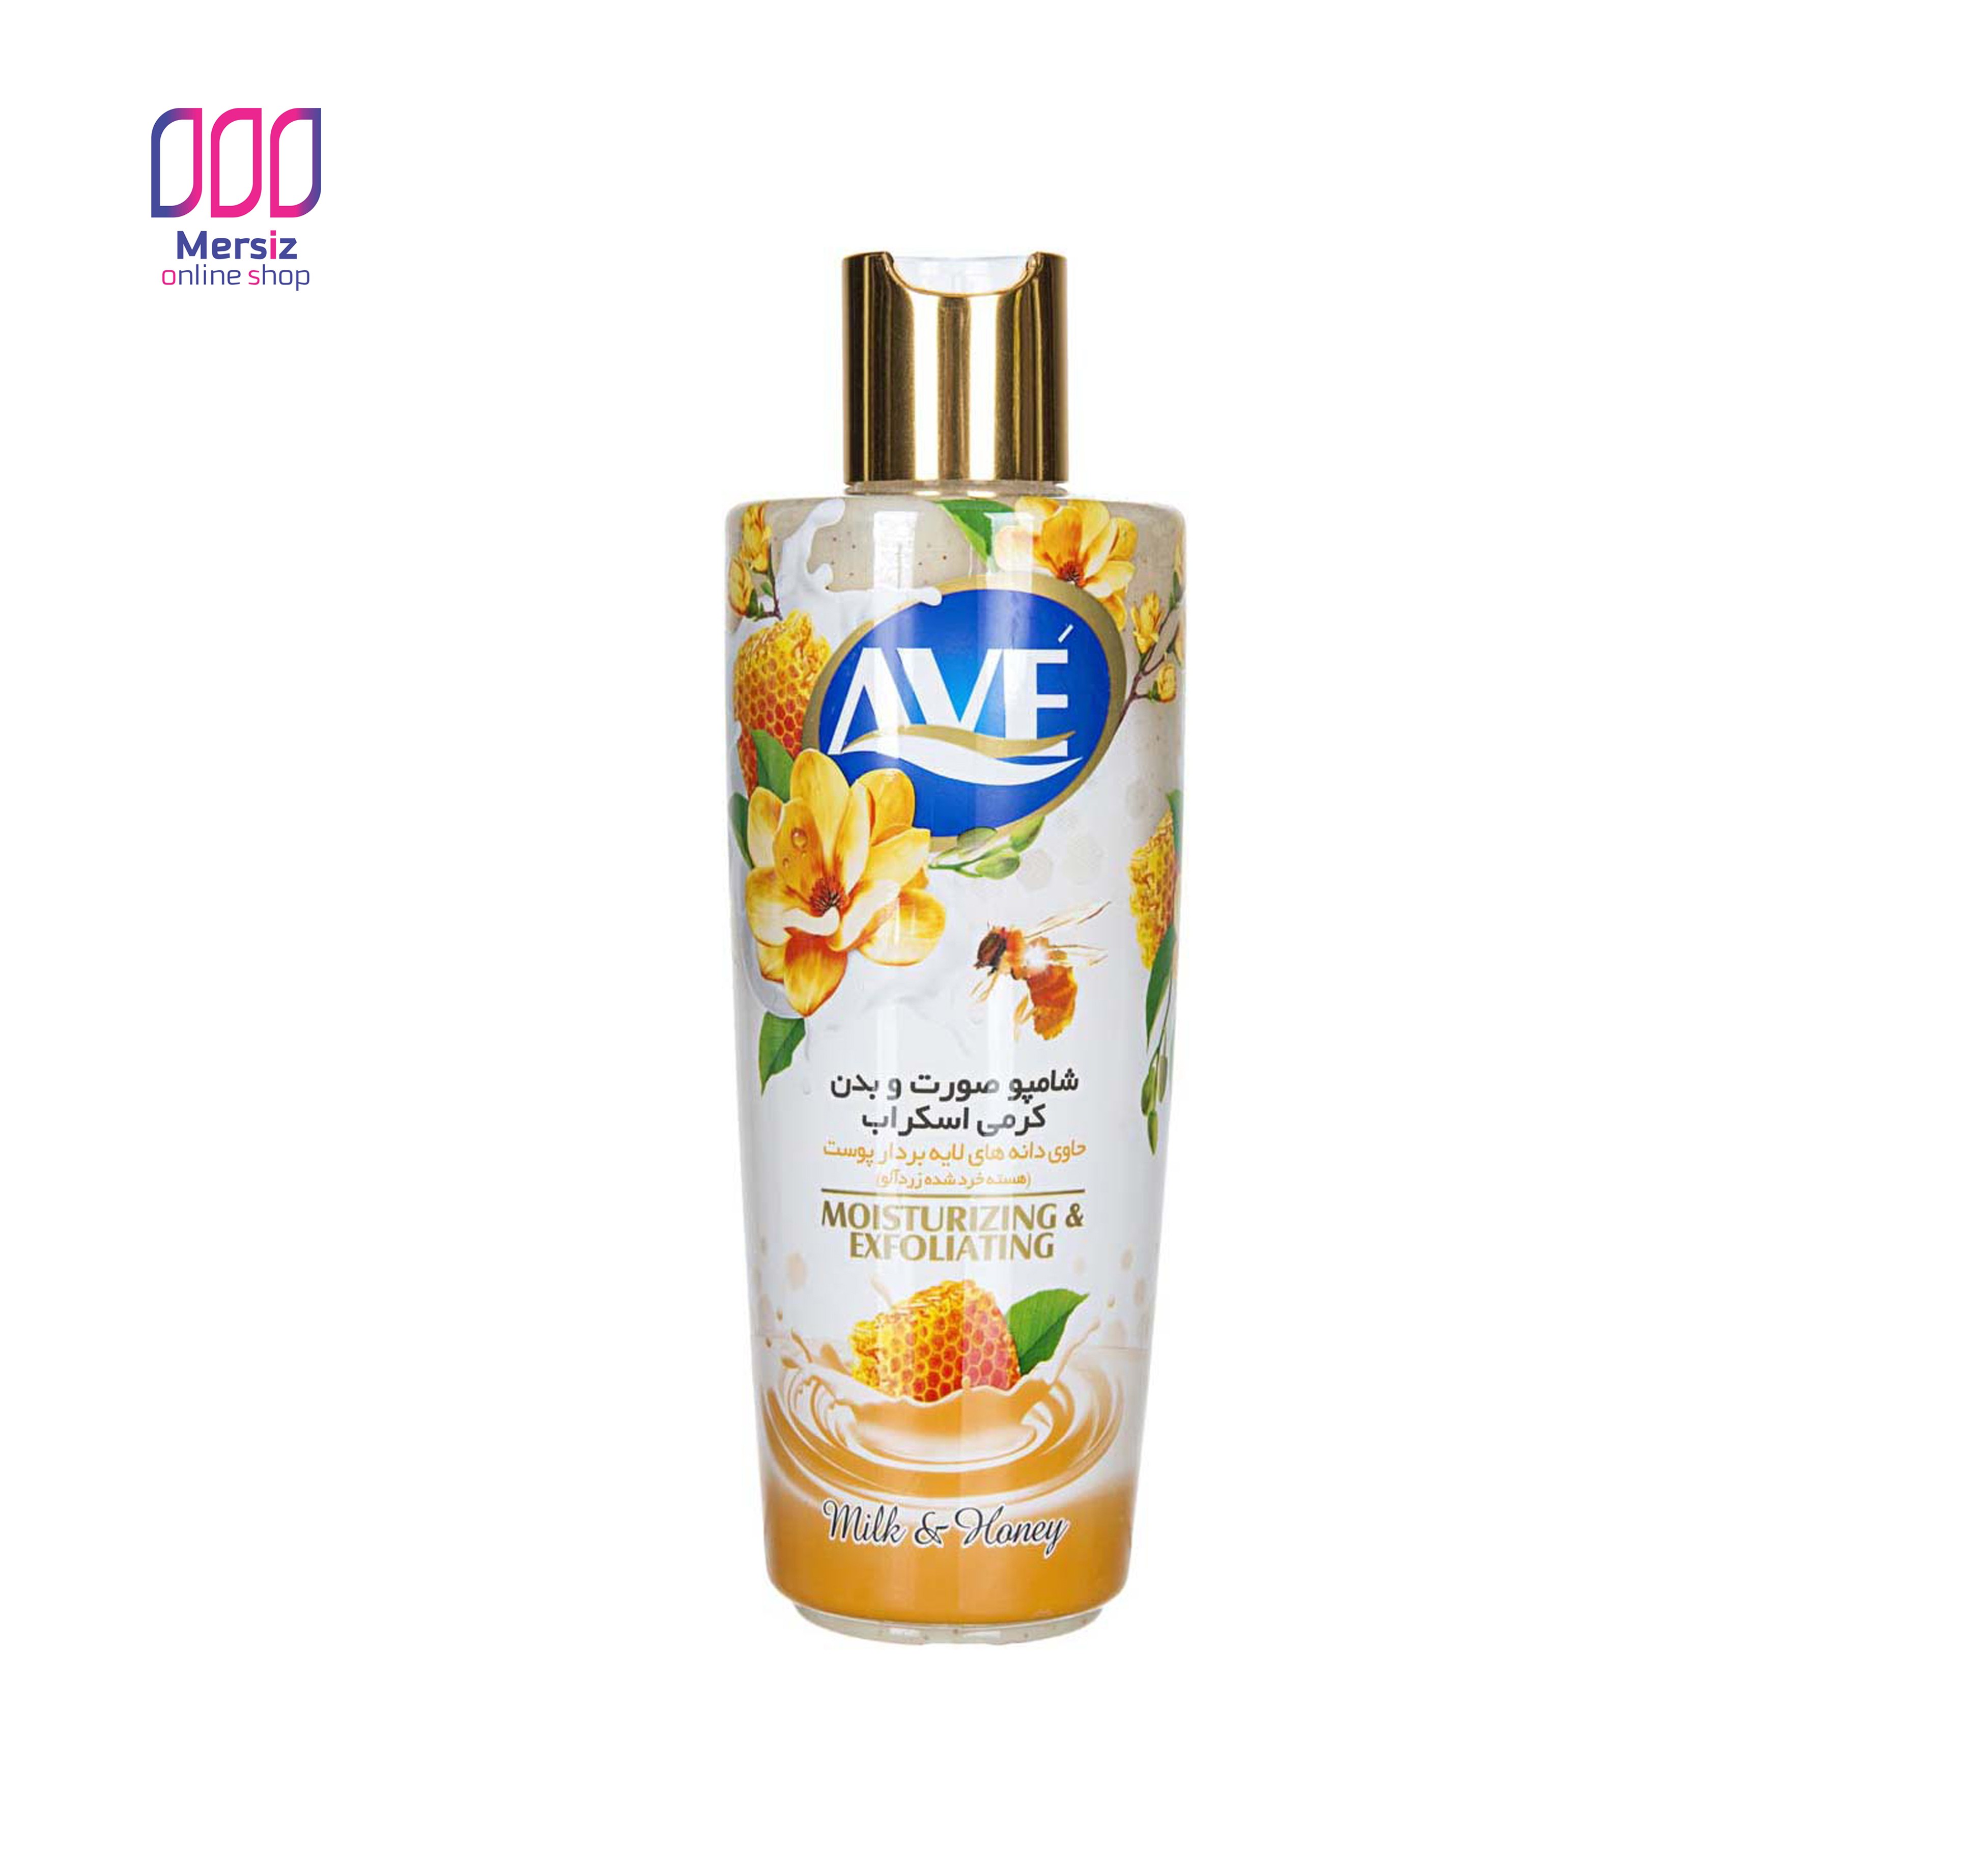 Mersiz
online shop
AVÉ
شامپو صورت و بدن
کرمی اسکراب
حاوی دانه های لایه بردار پوست
(هسته خرد شده زردآلو)
MOISTURIZING &
EXFOLIATING
Milk & Honey